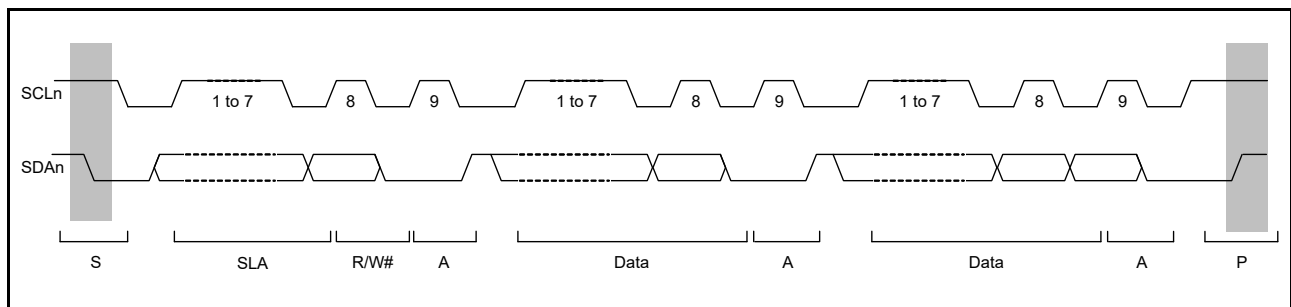 SCLn
1 to 7 8 9 1 to 7 8 9 1 to 7 8 9
SDAn
S SLA R/W# A Data A Data A P